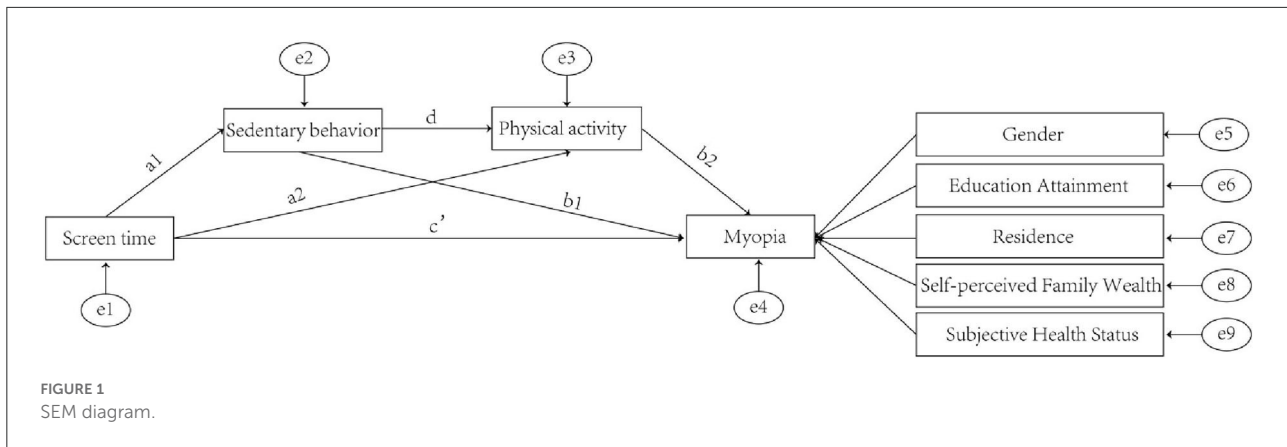 e2
e3
Sedentary behavior
d
Physical activity
a1
a2
b1
b2
Screen time
c'
Myopia
e1
e4
Gender
e5
Education Attainment
e6
Residence
e7
Self-perceived Family Wealth
e8
Subjective Health Status
e9
FIGURE 1
SEM diagram.